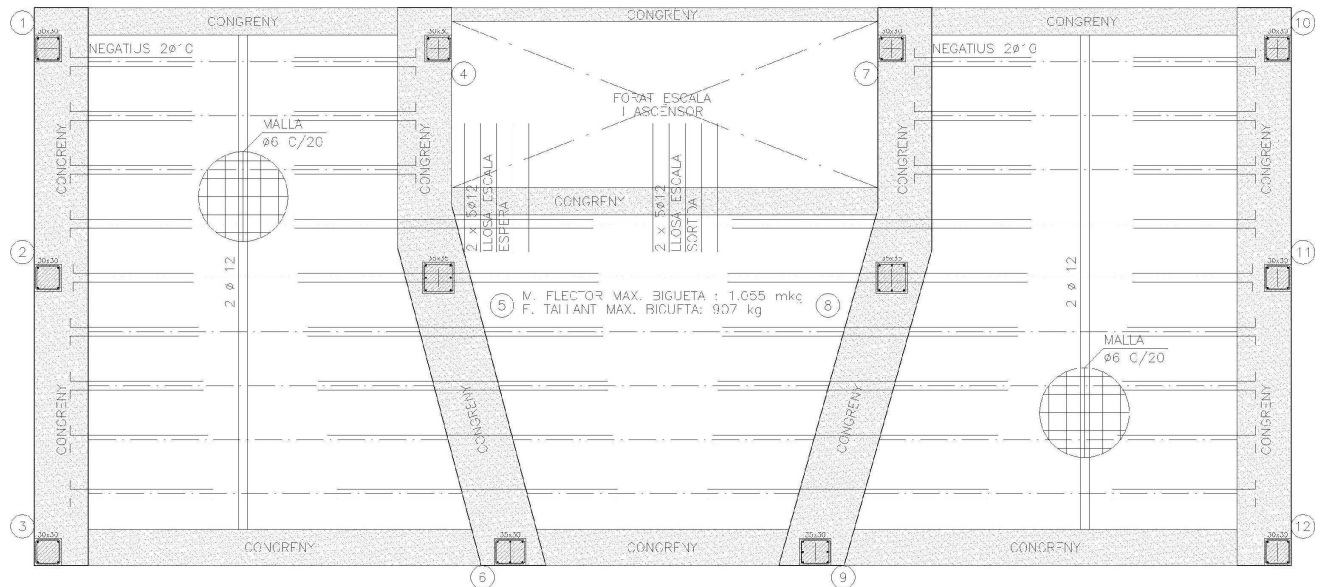 CONGRENY
CONGRENY
CONGRENY
1
10
30x30
30x30
30x30
30x30
NEGATIUS 2ø10
NEGATIUS 2ø10
4
7
FORAT ESCALA
I ASCENSOR
MALLA
ø6 C/20
CONGRENY
CONGRENY
CONGRENY
CONGRENY
2 x 5ø12
LLOSA ESCALA
ESPERA
2 x 5ø12
LLOSA ESCALA
SORTIDA
CONGRENY
2
11
30x30
35x35
35x35
30x30
2 ø 12
2 ø 12
5
M. FLECTOR MAX. BIGUETA : 1.055 mkg
F. TALLANT MAX. BIGUETA: 907 kg
8
MALLA
ø6 C/20
CONGRENY
CONGRENY
CONGRENY
CONGRENY
3
12
30x30
35x30
35x30
30x30
CONGRENY
CONGRENY
CONGRENY
6
9